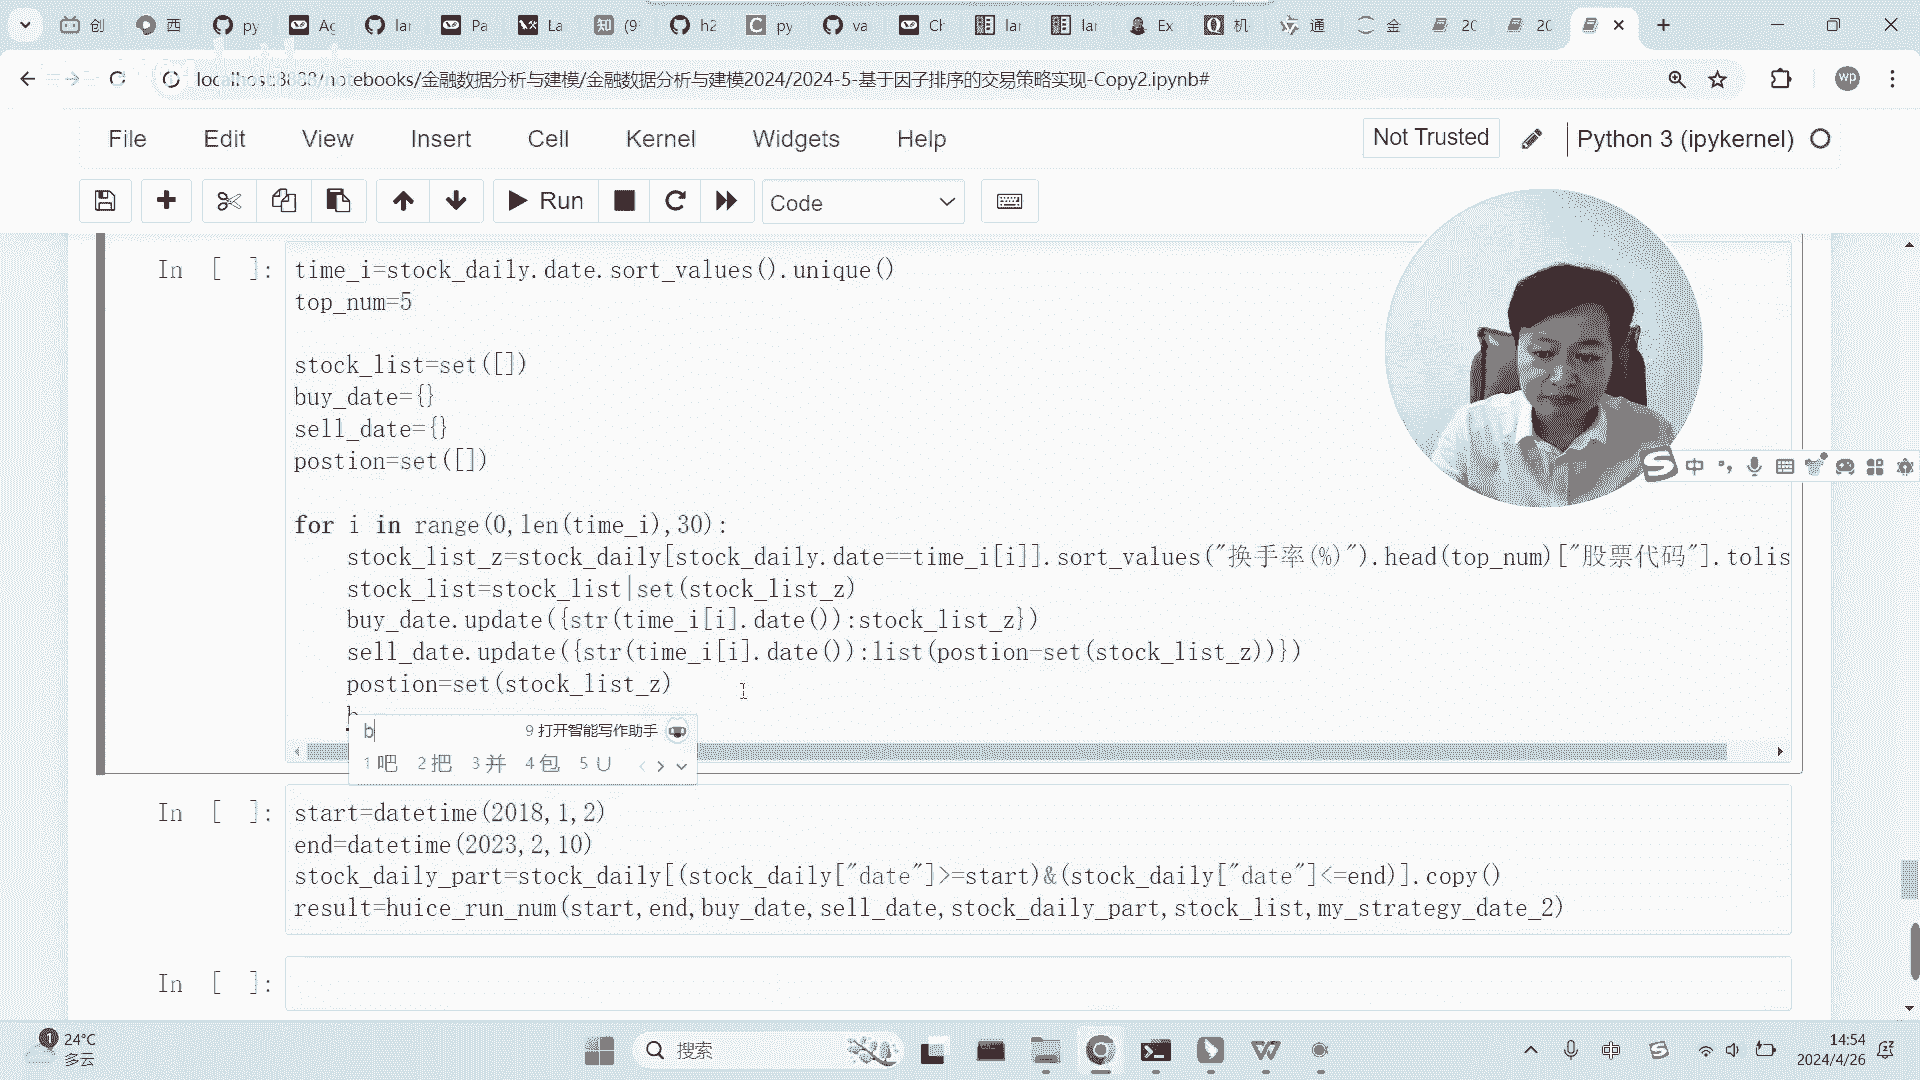 创
西
py
Ag
lar
Pa
La
(9
h2
py
va
Ch
lar
lar
Ex
机
通
金
20
20
localhost:8888/notebooks/金融数据分析与建模/金融数据分析与建模2024/2024-5-基于因子排序的交易策略实现-Copy2.ipynb#
wp
File Edit View Insert Cell Kernel Widgets Help
Not Trusted
Python 3 (ipykernel)
Run
Code
In [ ]:
time_i=stock_daily.date.sort_values().unique()
top_num=5
stock_list=set([])
buy_date={}
sell_date={}
postion=set([])
for i in range(0,len(time_i),30):
stock_list_z=stock_daily[stock_daily.date==time_i[i]].sort_values("换手率(%)").head(top_num)["股票代码"].tolis
stock_list=stock_list|set(stock_list_z)
buy_date.update({str(time_i[i].date()):stock_list_z})
sell_date.update({str(time_i[i].date()):list(postion-set(stock_list_z))})
postion=set(stock_list_z)
b
b 9 打开智能写作助手
1 吧 2 把 3 并 4 包 5 U
中
In [ ]:
start=datetime(2018,1,2)
end=datetime(2023,2,10)
stock_daily_part=stock_daily[(stock_daily["date"]>=start)&(stock_daily["date"]<=end)].copy()
result=huice_run_num(start,end,buy_date,sell_date,stock_daily_part,stock_list,my_strategy_date_2)
In [ ]:
1
24°C
多云
搜索
中
14:54
2024/4/26